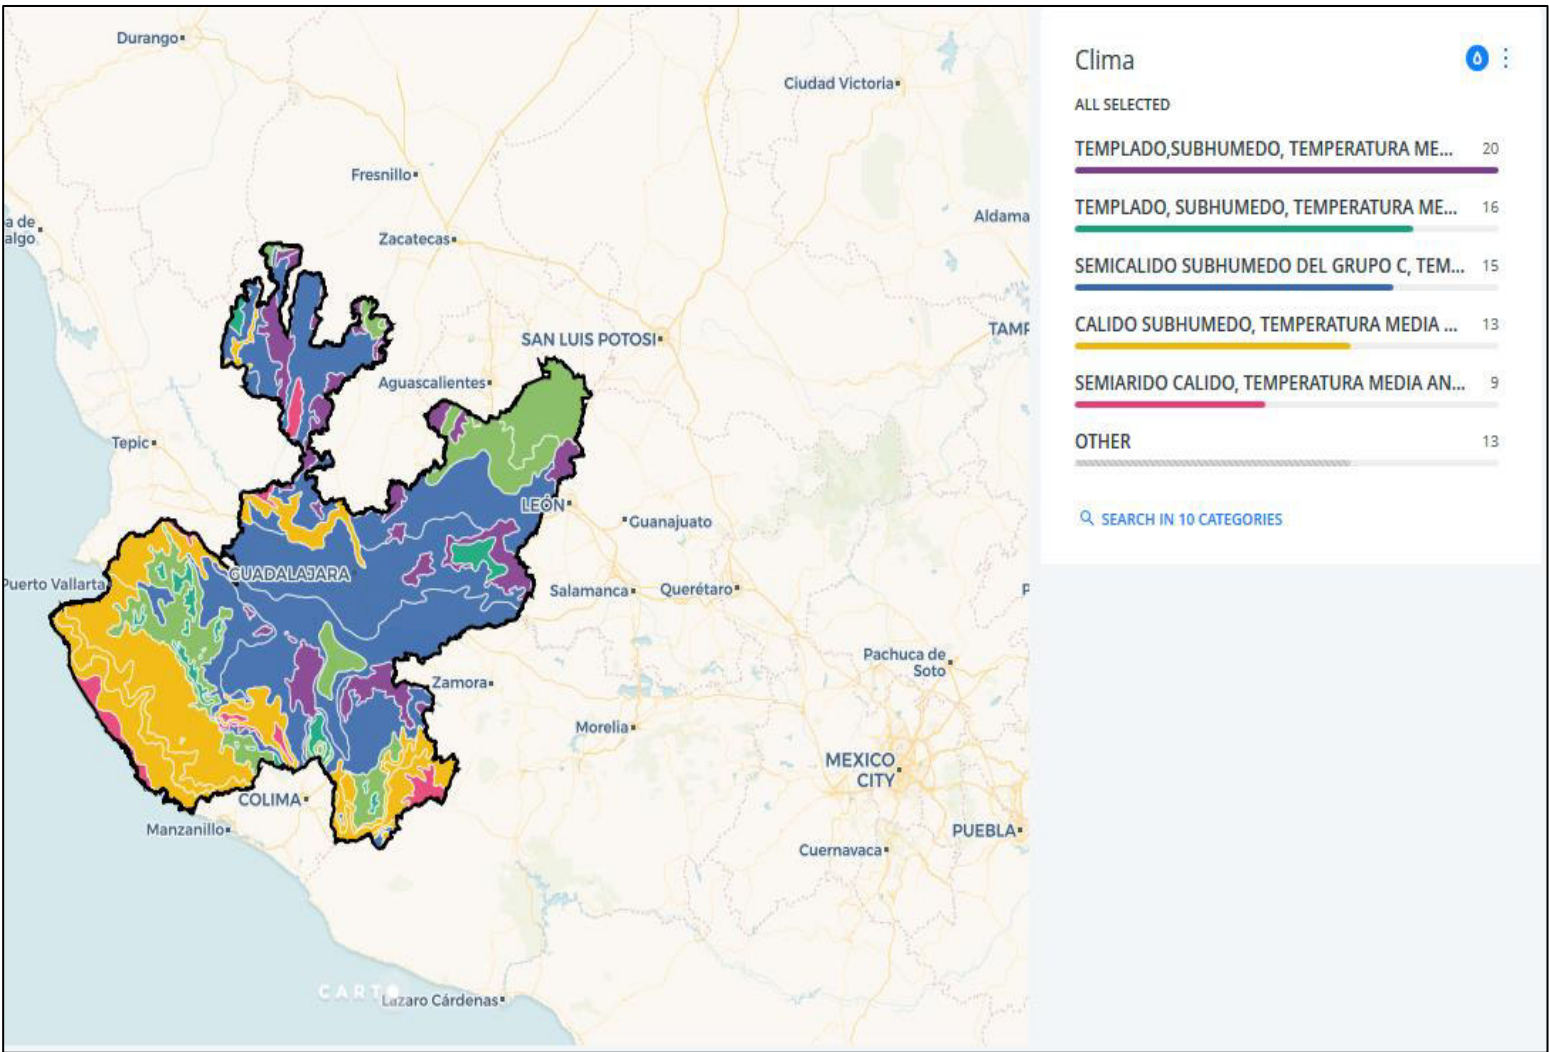 Durango
Ciudad Victoria
Fresnillo
Aldama
a de
algo
Zacatecas
SAN LUIS POTOSI
TAMP
Aguascalientes
Tepic
LEÓN
Guanajuato
GUADALAJARA
Puerto Vallarta
Salamanca
Querétaro
P
Pachuca de
Soto
Zamora
Morelia
MEXICO
CITY
COLIMA
Manzanillo
PUEBLA
Cuernavaca
CARTO
Lázaro Cárdenas
Clima
ALL SELECTED
TEMPLADO,SUBHUMEDO, TEMPERATURA ME... 20
TEMPLADO, SUBHUMEDO, TEMPERATURA ME... 16
SEMICALIDO SUBHUMEDO DEL GRUPO C, TEM... 15
CALIDO SUBHUMEDO, TEMPERATURA MEDIA ... 13
SEMIARIDO CALIDO, TEMPERATURA MEDIA AN... 9
OTHER 13
SEARCH IN 10 CATEGORIES